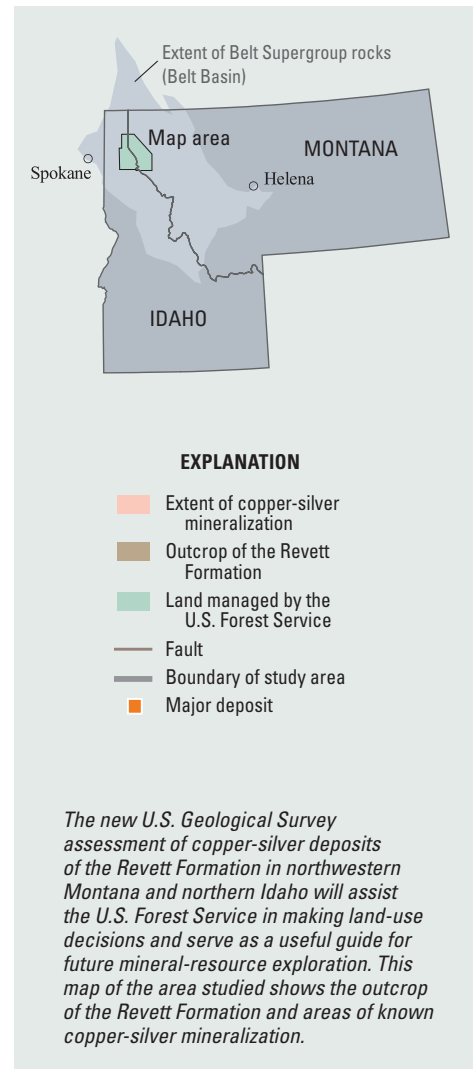 Extent of Belt Supergroup rocks
(Belt Basin)
Map area
MONTANA
Spokane
Helena
IDAHO
EXPLANATION
Extent of copper-silver
mineralization
Outcrop of the Revett
Formation
Land managed by the
U.S. Forest Service
Fault
Boundary of study area
Major deposit
The new U.S. Geological Survey
assessment of copper-silver deposits
of the Revett Formation in northwestern
Montana and northern Idaho will assist
the U.S. Forest Service in making land-use
decisions and serve as a useful guide for
future mineral-resource exploration. This
map of the area studied shows the outcrop
of the Revett Formation and areas of known
copper-silver mineralization.